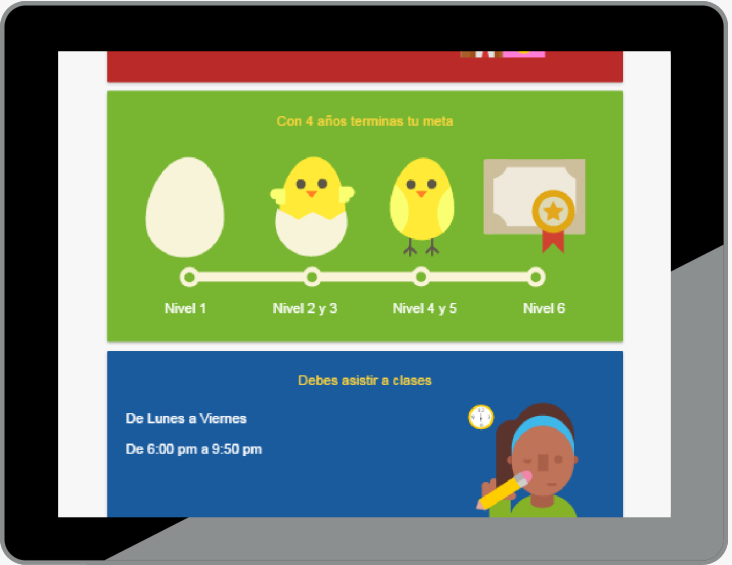 Con 4 años terminas tu meta
Nivel 1
Nivel 2 y 3
Nivel 4 y 5
Nivel 6
Debes asistir a clases
De Lunes a Viernes
De 6:00 pm a 9:50 pm